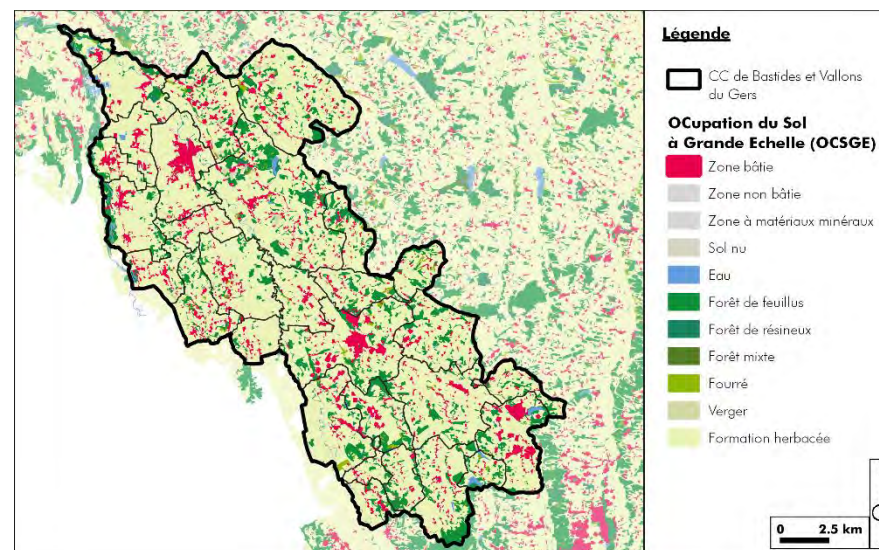 Légende
CC de Bastides et Vallons
du Gers
OCupation du Sol
à Grande Echelle (OCSGE)
Zone bâtie
Zone non bâtie
Zone à matériaux minéraux
Sol nu
Eau
Forêt de feuillus
Forêt de résineux
Forêt mixte
Fourré
Verger
Formation herbacée
0 2.5 km